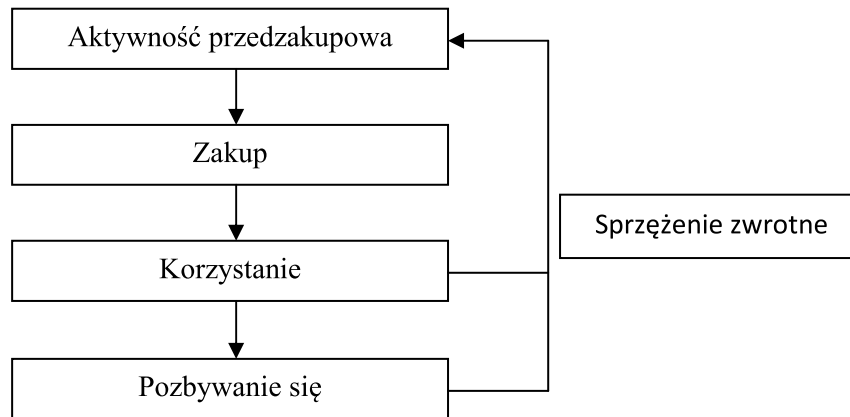 Aktywność przedzakupowa
Zakup
Korzystanie
Sprzężenie zwrotne
Pozbywanie się